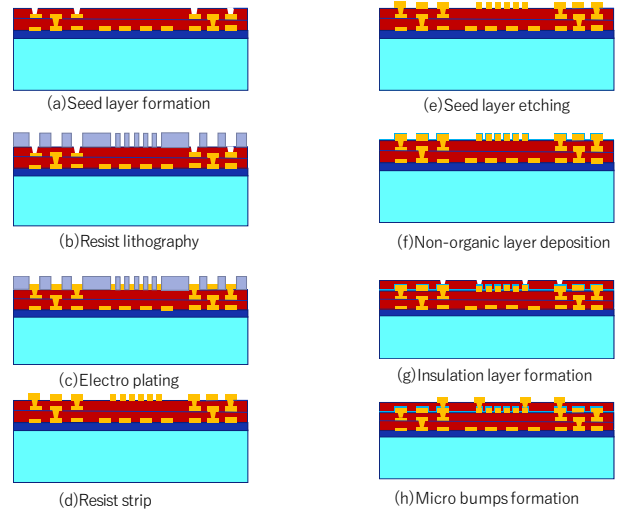 (a)Seed layer formation
(b)Resist lithography
(c)Electro plating
(d)Resist strip
(e)Seed layer etching
(f)Non-organic layer deposition
(g)Insulation layer formation
(h)Micro bumps formation